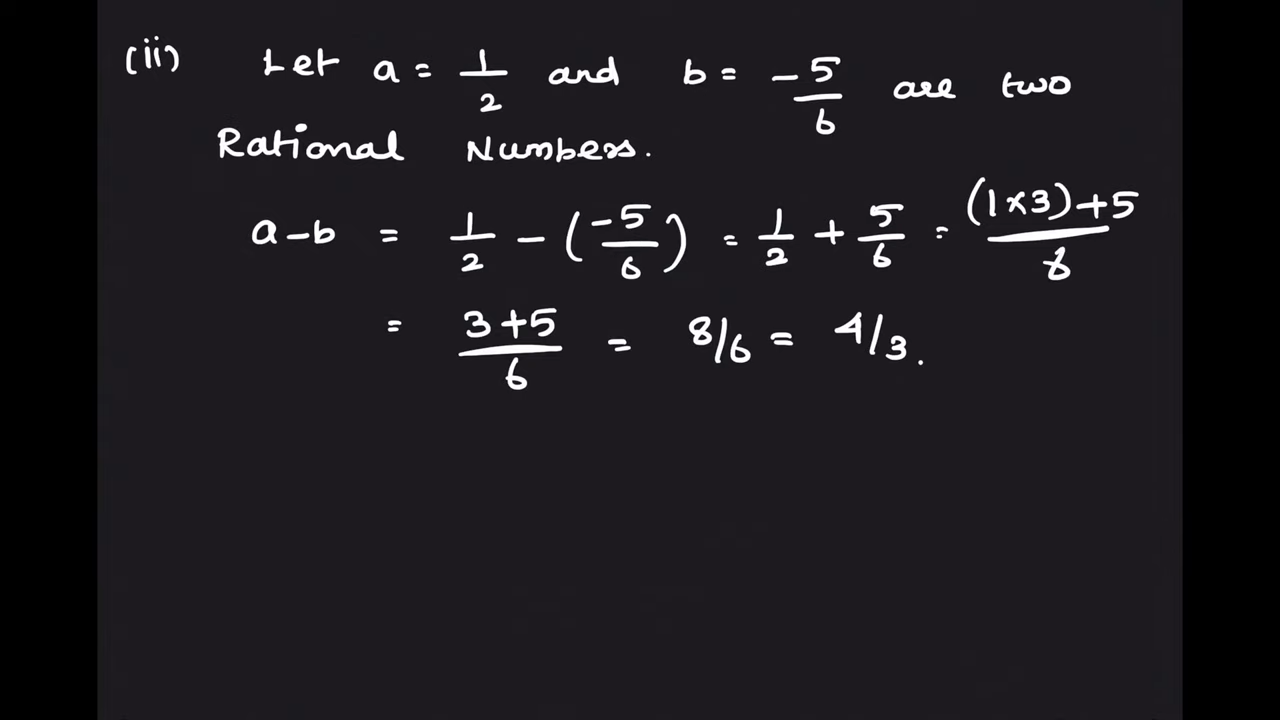 (ii) Let a = 1/2 and b = -5/6 are two
Rational Numbers.
a-b = 1/2 - (-5/6) = 1/2 + 5/6 = (1×3)+5/6
= 3+5/6 = 8/6 = 4/3.